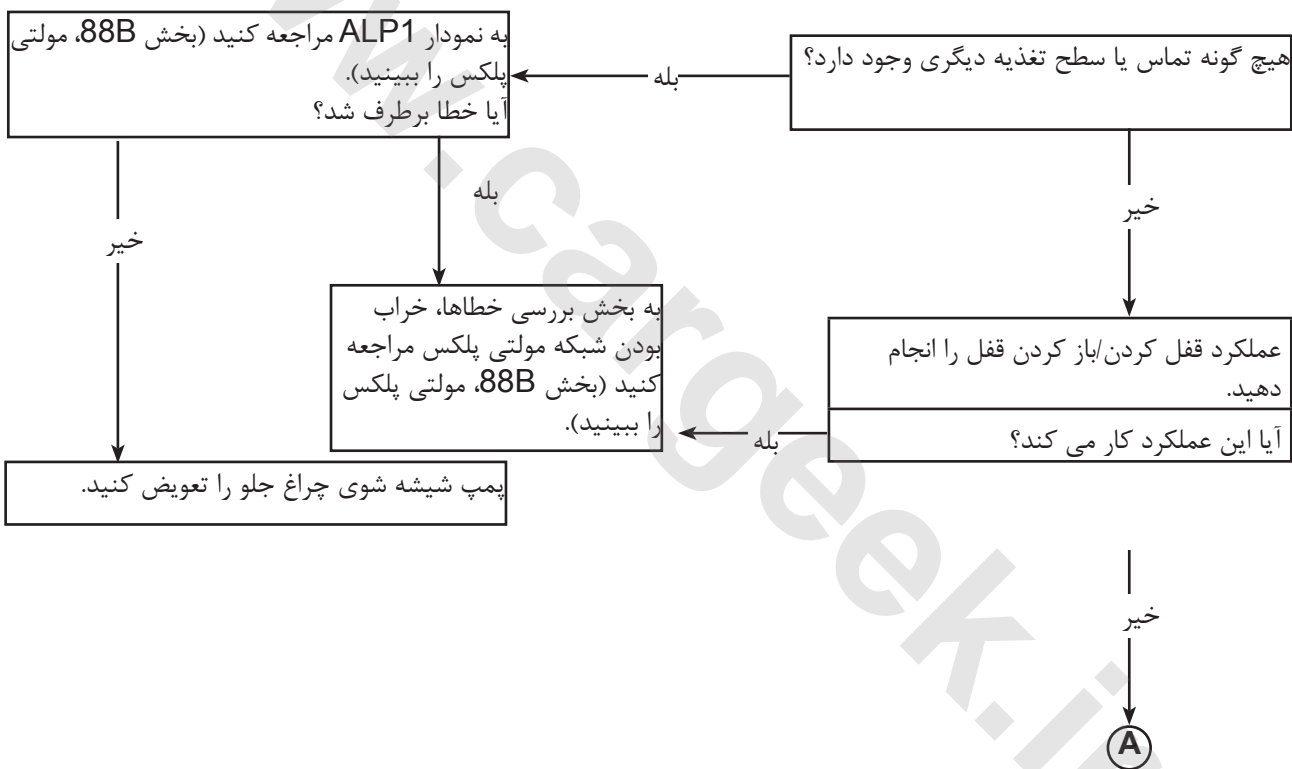 هیچ گونه تماس یا سطح تغذیه دیگری وجود دارد؟
بله
به نمودار ALP1 مراجعه کنید (بخش 88B، مولتی
پلکس را ببینید).
آیا خطا برطرف شد؟
خیر
بله
خیر
به بخش بررسی خطاها، خراب
بودن شبکه مولتی پلکس مراجعه
کنید (بخش 88B، مولتی پلکس
را ببینید).
عملکرد قفل کردن/باز کردن قفل را انجام
دهید.
آیا این عملکرد کار می کند؟
بله
پمپ شیشه شوی چراغ جلو را تعویض کنید.
خیر
A
w.cargeek.ir